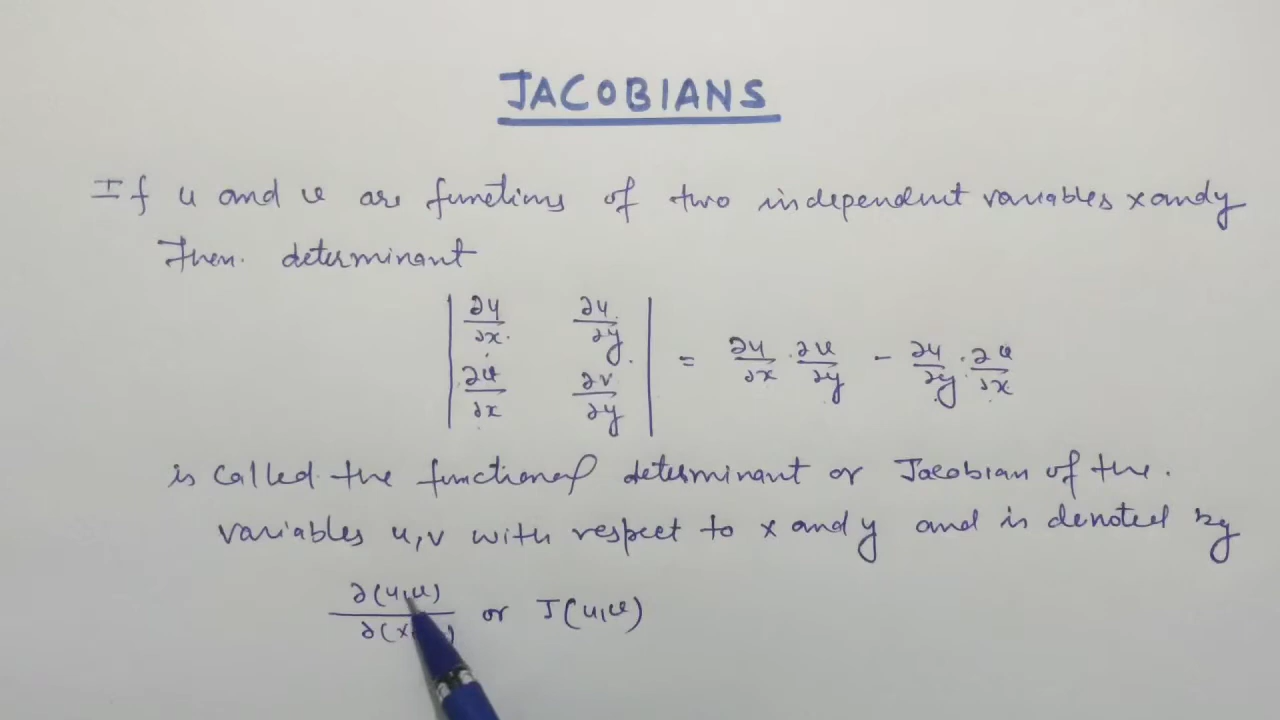 JACOBIANS
If u and v are functions of two independent variables x and y
Then determinant
| ∂u/∂x ∂u/∂y |
| ∂v/∂x ∂v/∂y | = ∂u/∂x · ∂v/∂y - ∂u/∂y · ∂v/∂x
is called the functional determinant or Jacobian of the.
variables u,v with respect to x and y and is denoted by
∂(u,v)/∂(x or J(u,v)